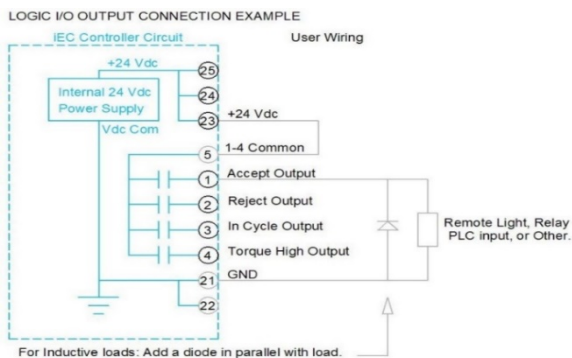 LOGIC I/O OUTPUT CONNECTION EXAMPLE
iEC Controller Circuit
User Wiring
+24 Vdc
25
Internal 24 Vdc
Power Supply
24
23
+24 Vdc
Vdc Com
5
1-4 Common
1
Accept Output
2
Reject Output
3
In Cycle Output
4
Torque High Output
Remote Light, Relay
PLC input, or Other.
21
GND
22
For Inductive loads: Add a diode in parallel with load.